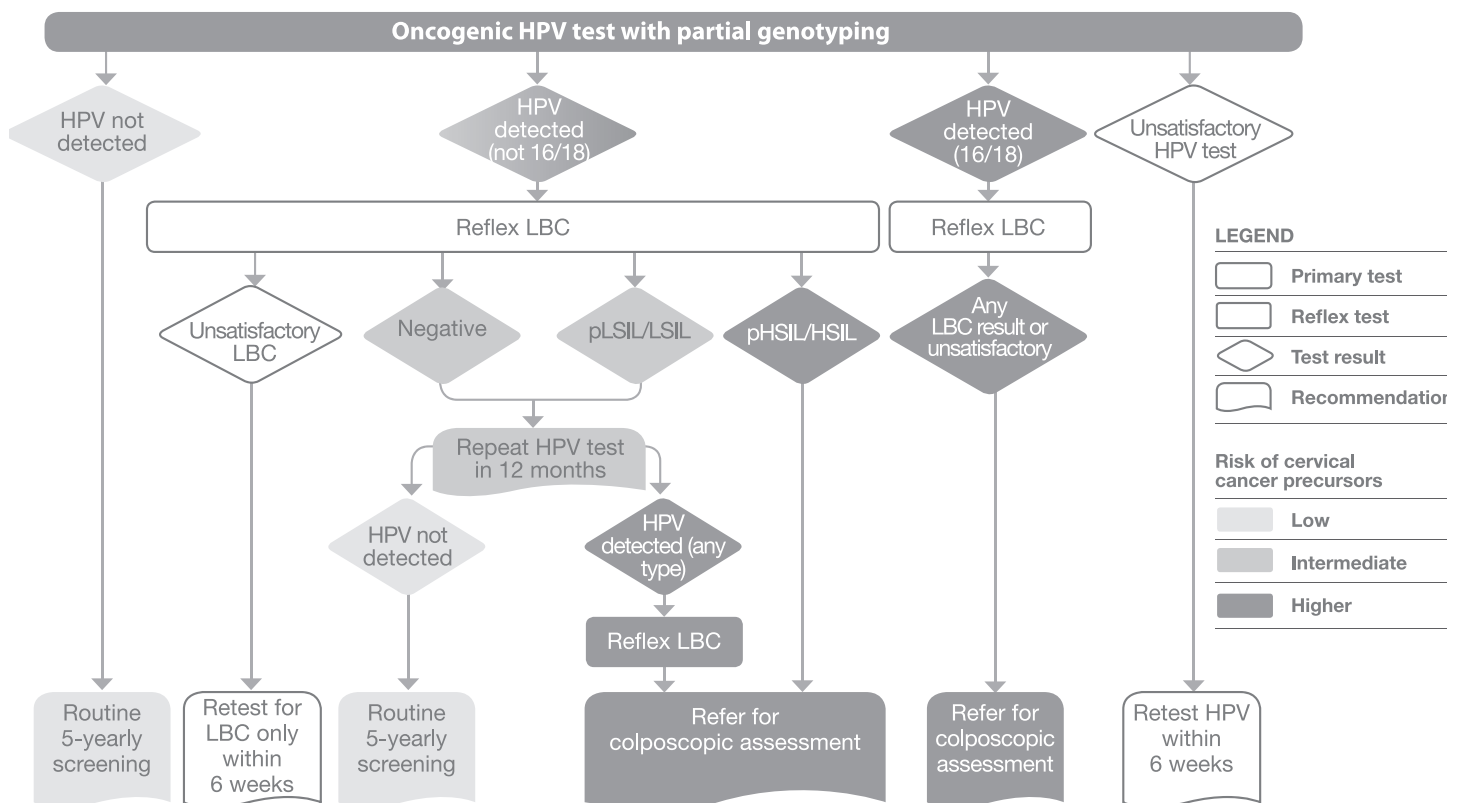 Oncogenic HPV test with partial genotyping
HPV not
detected
HPV
detected
(not 16/18)
HPV
detected
(16/18)
Unsatisfactory
HPV test
Reflex LBC
Reflex LBC
Unsatisfactory
LBC
Negative
pLSIL/LSIL
pHSIL/HSIL
Any
LBC result or
unsatisfactory
Repeat HPV test
in 12 months
HPV not
detected
HPV
detected (any
type)
Reflex LBC
Routine
5-yearly
screening
Retest for
LBC only
within
6 weeks
Routine
5-yearly
screening
Refer for
colposcopic assessment
Refer for
colposcopic
assessment
Retest HPV
within
6 weeks
LEGEND
Primary test
Reflex test
Test result
Recommendation
Risk of cervical
cancer precursors
Low
Intermediate
Higher